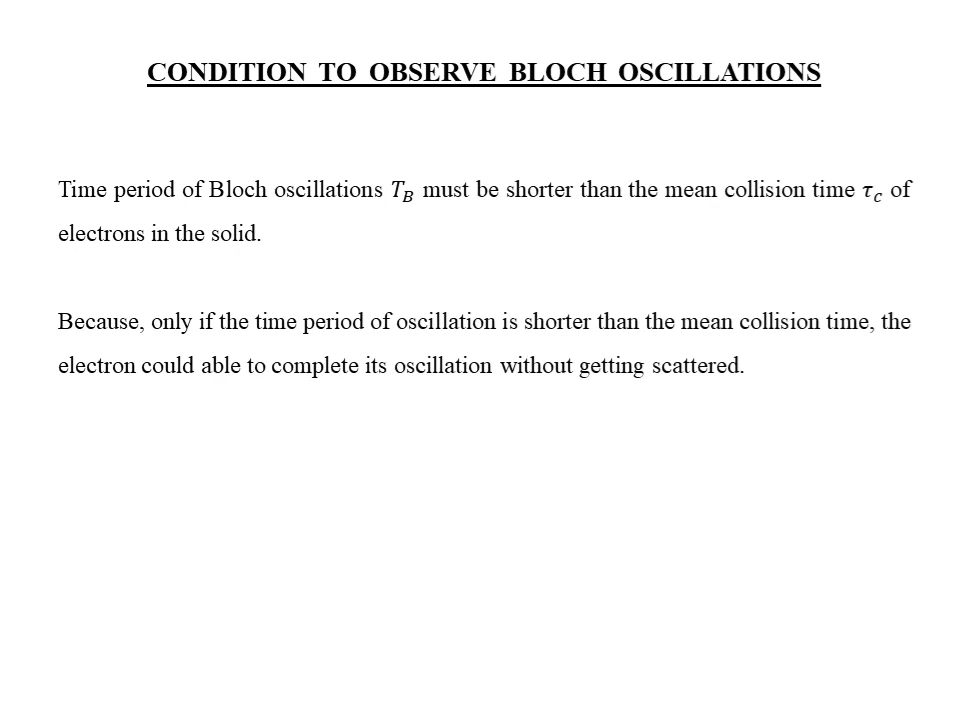 CONDITION TO OBSERVE BLOCH OSCILLATIONS
Time period of Bloch oscillations 𝑇𝐵 must be shorter than the mean collision time 𝜏𝑐 of
electrons in the solid.
Because, only if the time period of oscillation is shorter than the mean collision time, the
electron could able to complete its oscillation without getting scattered.